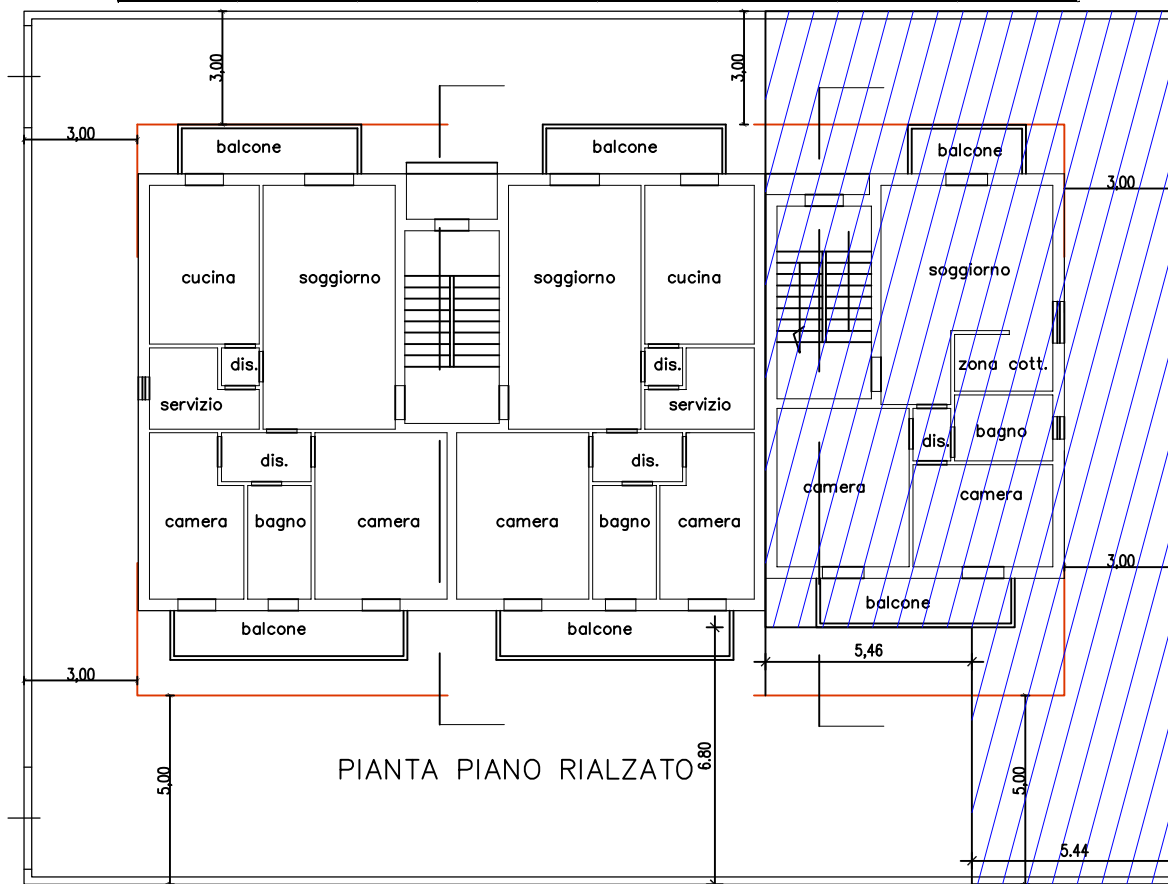 3,00
3,00
3,00
balcone
balcone
balcone
3,00
cucina
soggiorno
soggiorno
cucina
soggiorno
dis.
dis.
zona cott.
servizio
servizio
bagno
dis.
dis.
dis.
camera
camera
camera
bagno
camera
camera
bagno
camera
3,00
balcone
balcone
balcone
5,46
3,00
6.80
PIANTA PIANO RIALZATO
5,00
5,00
5.44